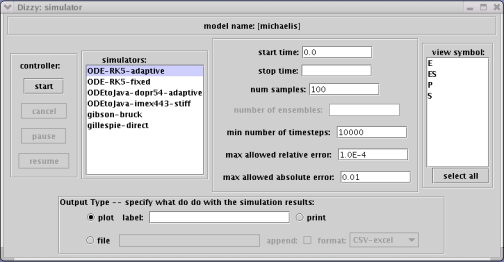 Dizzy: simulator
model name: [michaelis]
controller:
start
cancel
pause
resume
simulators:
ODE-RK5-adaptive
ODE-RK5-fixed
ODEtoJava-dopr54-adaptive
ODEtoJava-imex443-stiff
gibson-bruck
gillespie-direct
start time: 0.0
stop time:
num samples: 100
number of ensembles:
min number of timesteps: 10000
max allowed relative error: 1.0E-4
max allowed absolute error: 0.01
view symbol:
E
ES
P
S
select all
Output Type -- specify what do do with the simulation results:
plot label: print
file append: format: CSV-excel